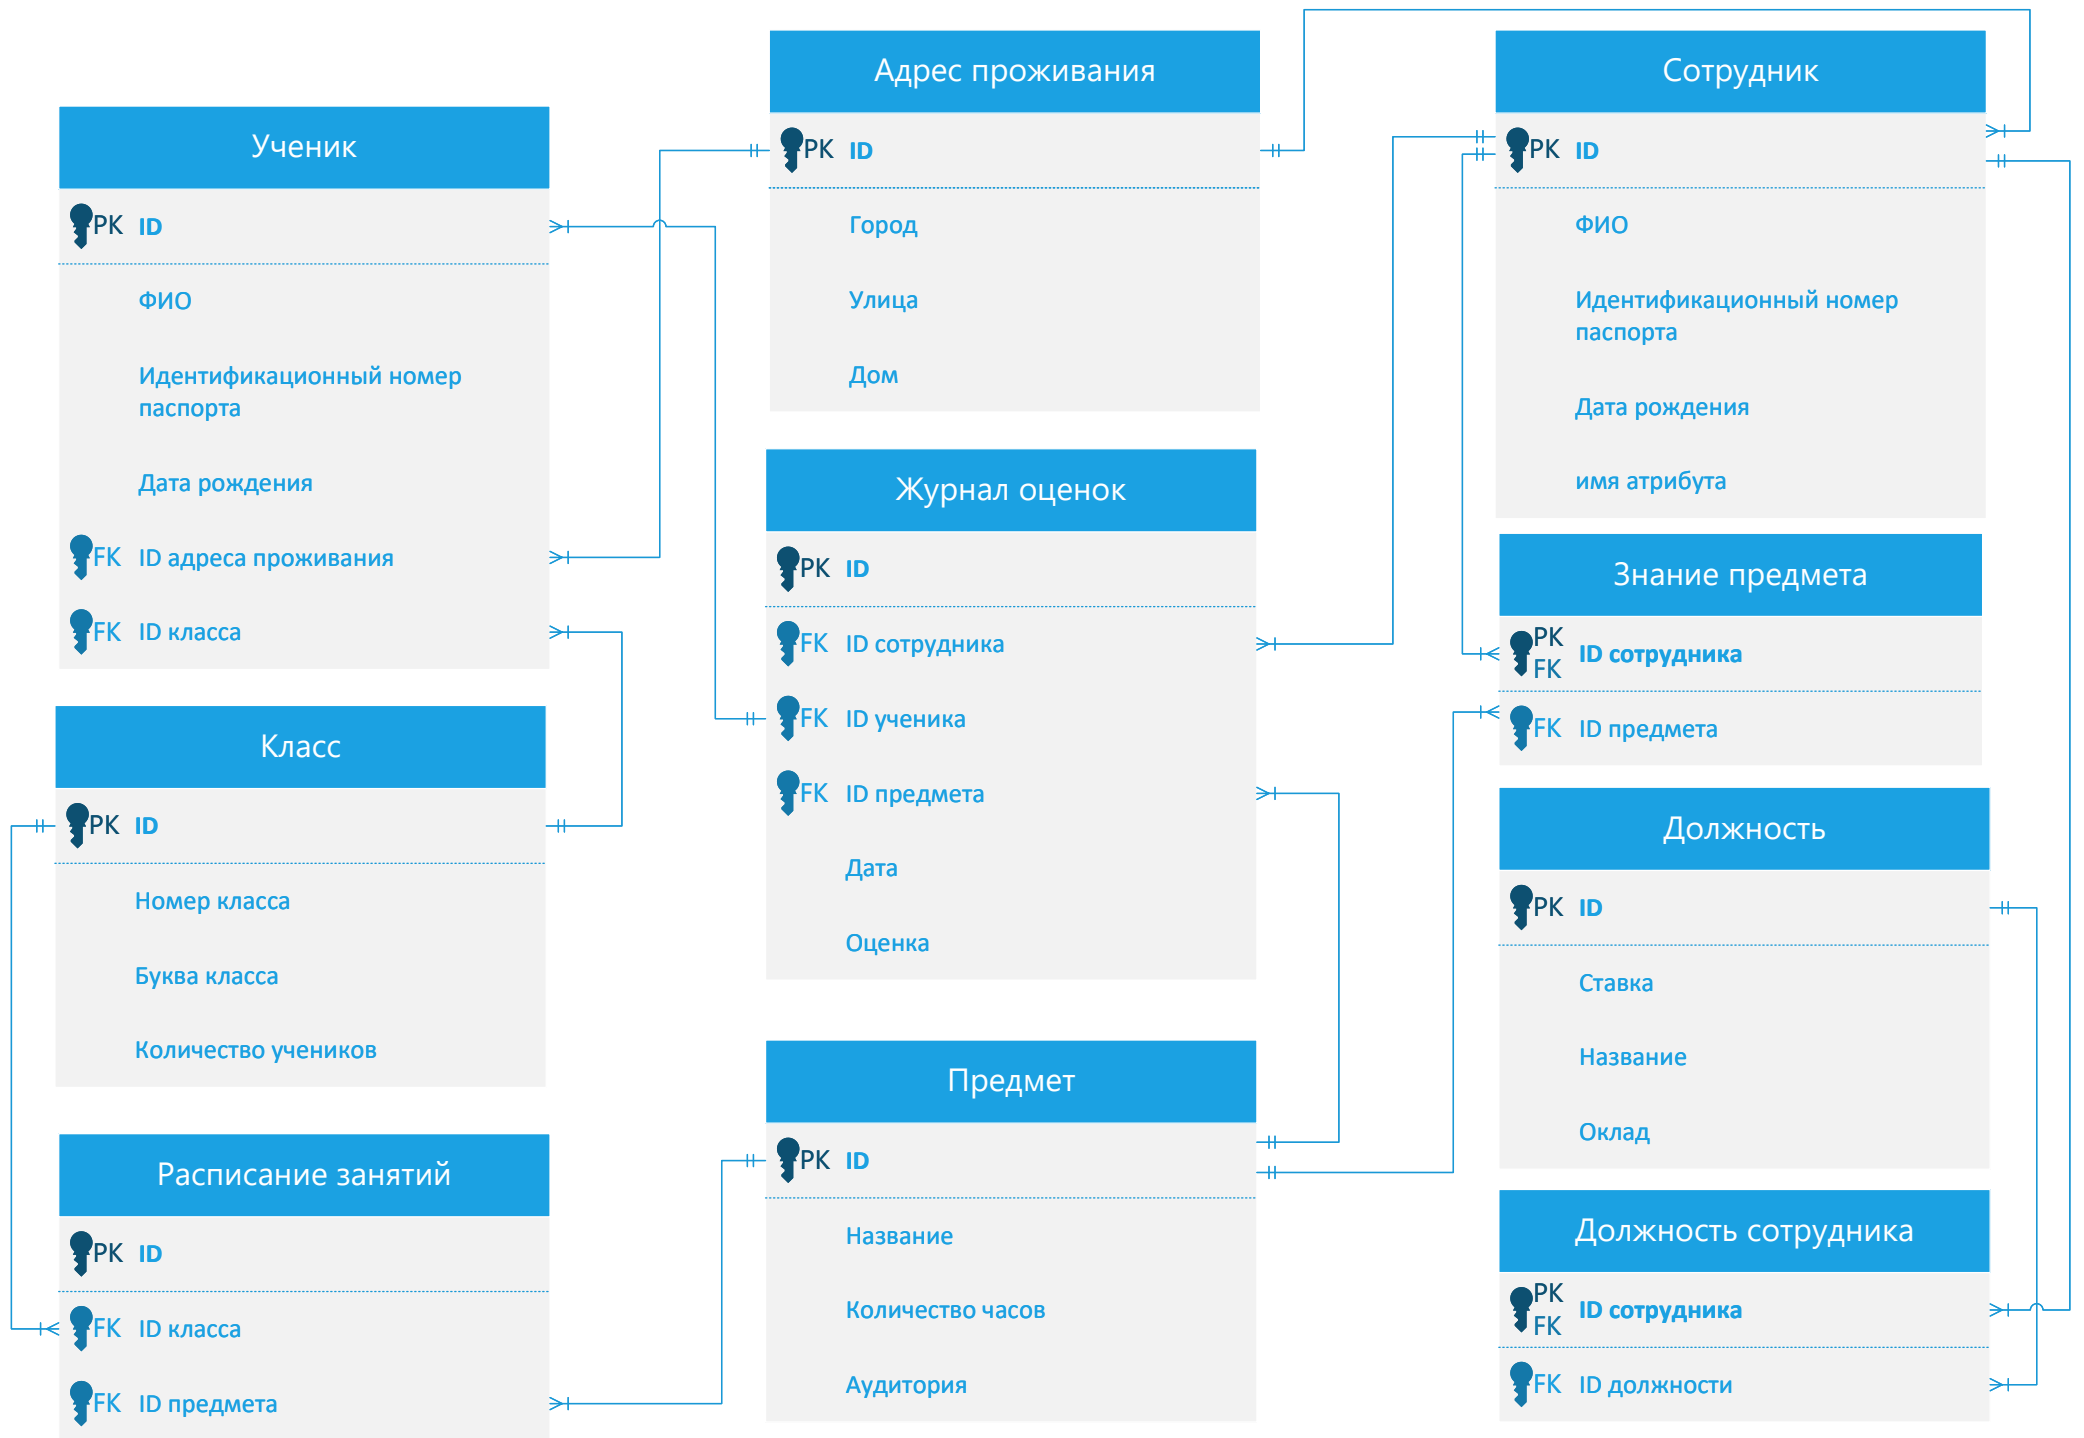 Ученик
PK ID
ФИО
Идентификационный номер
паспорта
Дата рождения
FK ID адреса проживания
FK ID класса
Класс
PK ID
Номер класса
Буква класса
Количество учеников
Расписание занятий
PK ID
FK ID класса
FK ID предмета
Адрес проживания
PK ID
Город
Улица
Дом
Журнал оценок
PK ID
FK ID сотрудника
FK ID ученика
FK ID предмета
Дата
Оценка
Предмет
PK ID
Название
Количество часов
Аудитория
Сотрудник
PK ID
ФИО
Идентификационный номер
паспорта
Дата рождения
имя атрибута
Знание предмета
PK
FK
ID сотрудника
FK ID предмета
Должность
PK ID
Ставка
Название
Оклад
Должность сотрудника
PK
FK
ID сотрудника
FK ID должности